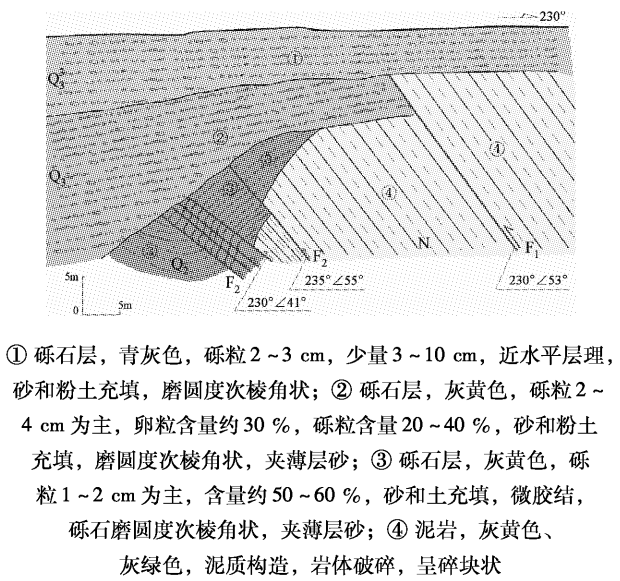 230°
①
Q₃²
②
③
④
Q₃
③
④
③
Q₃
N
F₁
F₂
F₂
5m
0
5m
235°∠55°
230°∠53°
230°∠41°
① 砾石层，青灰色，砾粒 2 ~ 3 cm，少量 3 ~ 10 cm，近水平层理，
砂和粉土充填，磨圆度次棱角状；② 砾石层，灰黄色，砾粒 2 ~
4 cm 为主，卵粒含量约 30 %，砾粒含量 20 ~ 40 %，砂和粉土
充填，磨圆度次棱角状，夹薄层砂；③ 砾石层，灰黄色，砾
粒 1 ~ 2 cm 为主，含量约 50 ~ 60 %，砂和土充填，微胶结，
砾石磨圆度次棱角状，夹薄层砂；④ 泥岩，灰黄色、
灰绿色，泥质构造，岩体破碎，呈碎块状